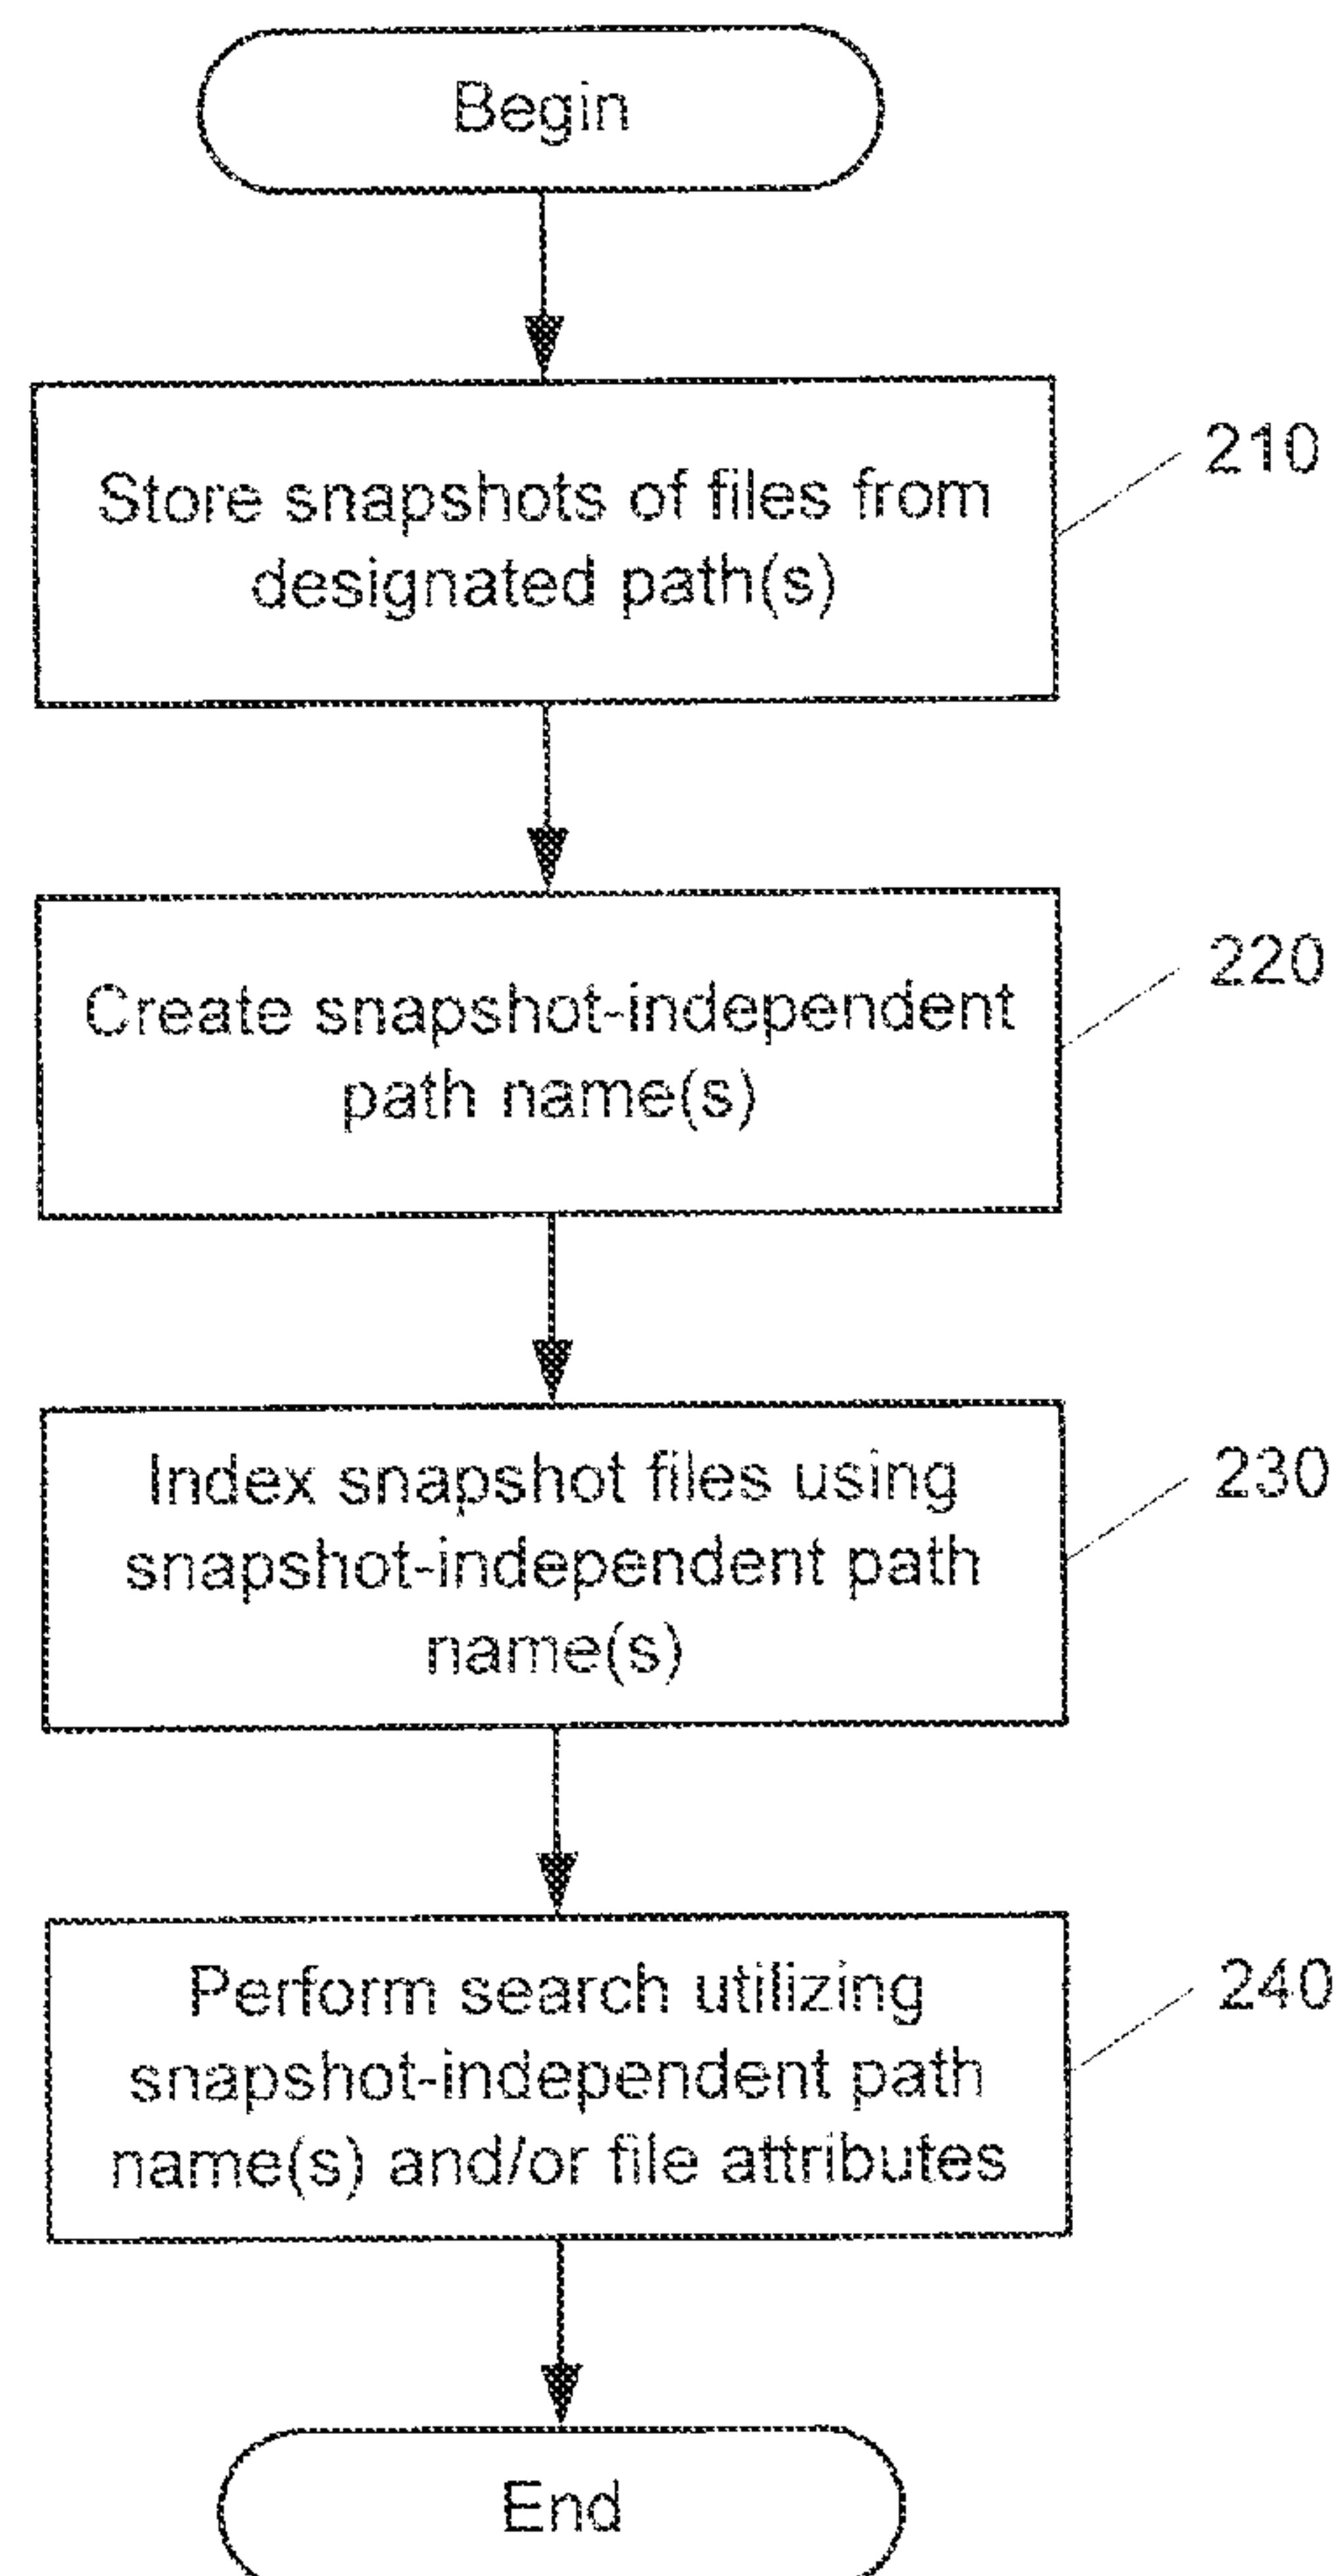 Begin
Store snapshots of files from
designated path(s)
210
Create snapshot-independent
path name(s)
220
Index snapshot files using
snapshot-independent path
name(s)
230
Perform search utilizing
snapshot-independent path
name(s) and/or file attributes
240
End